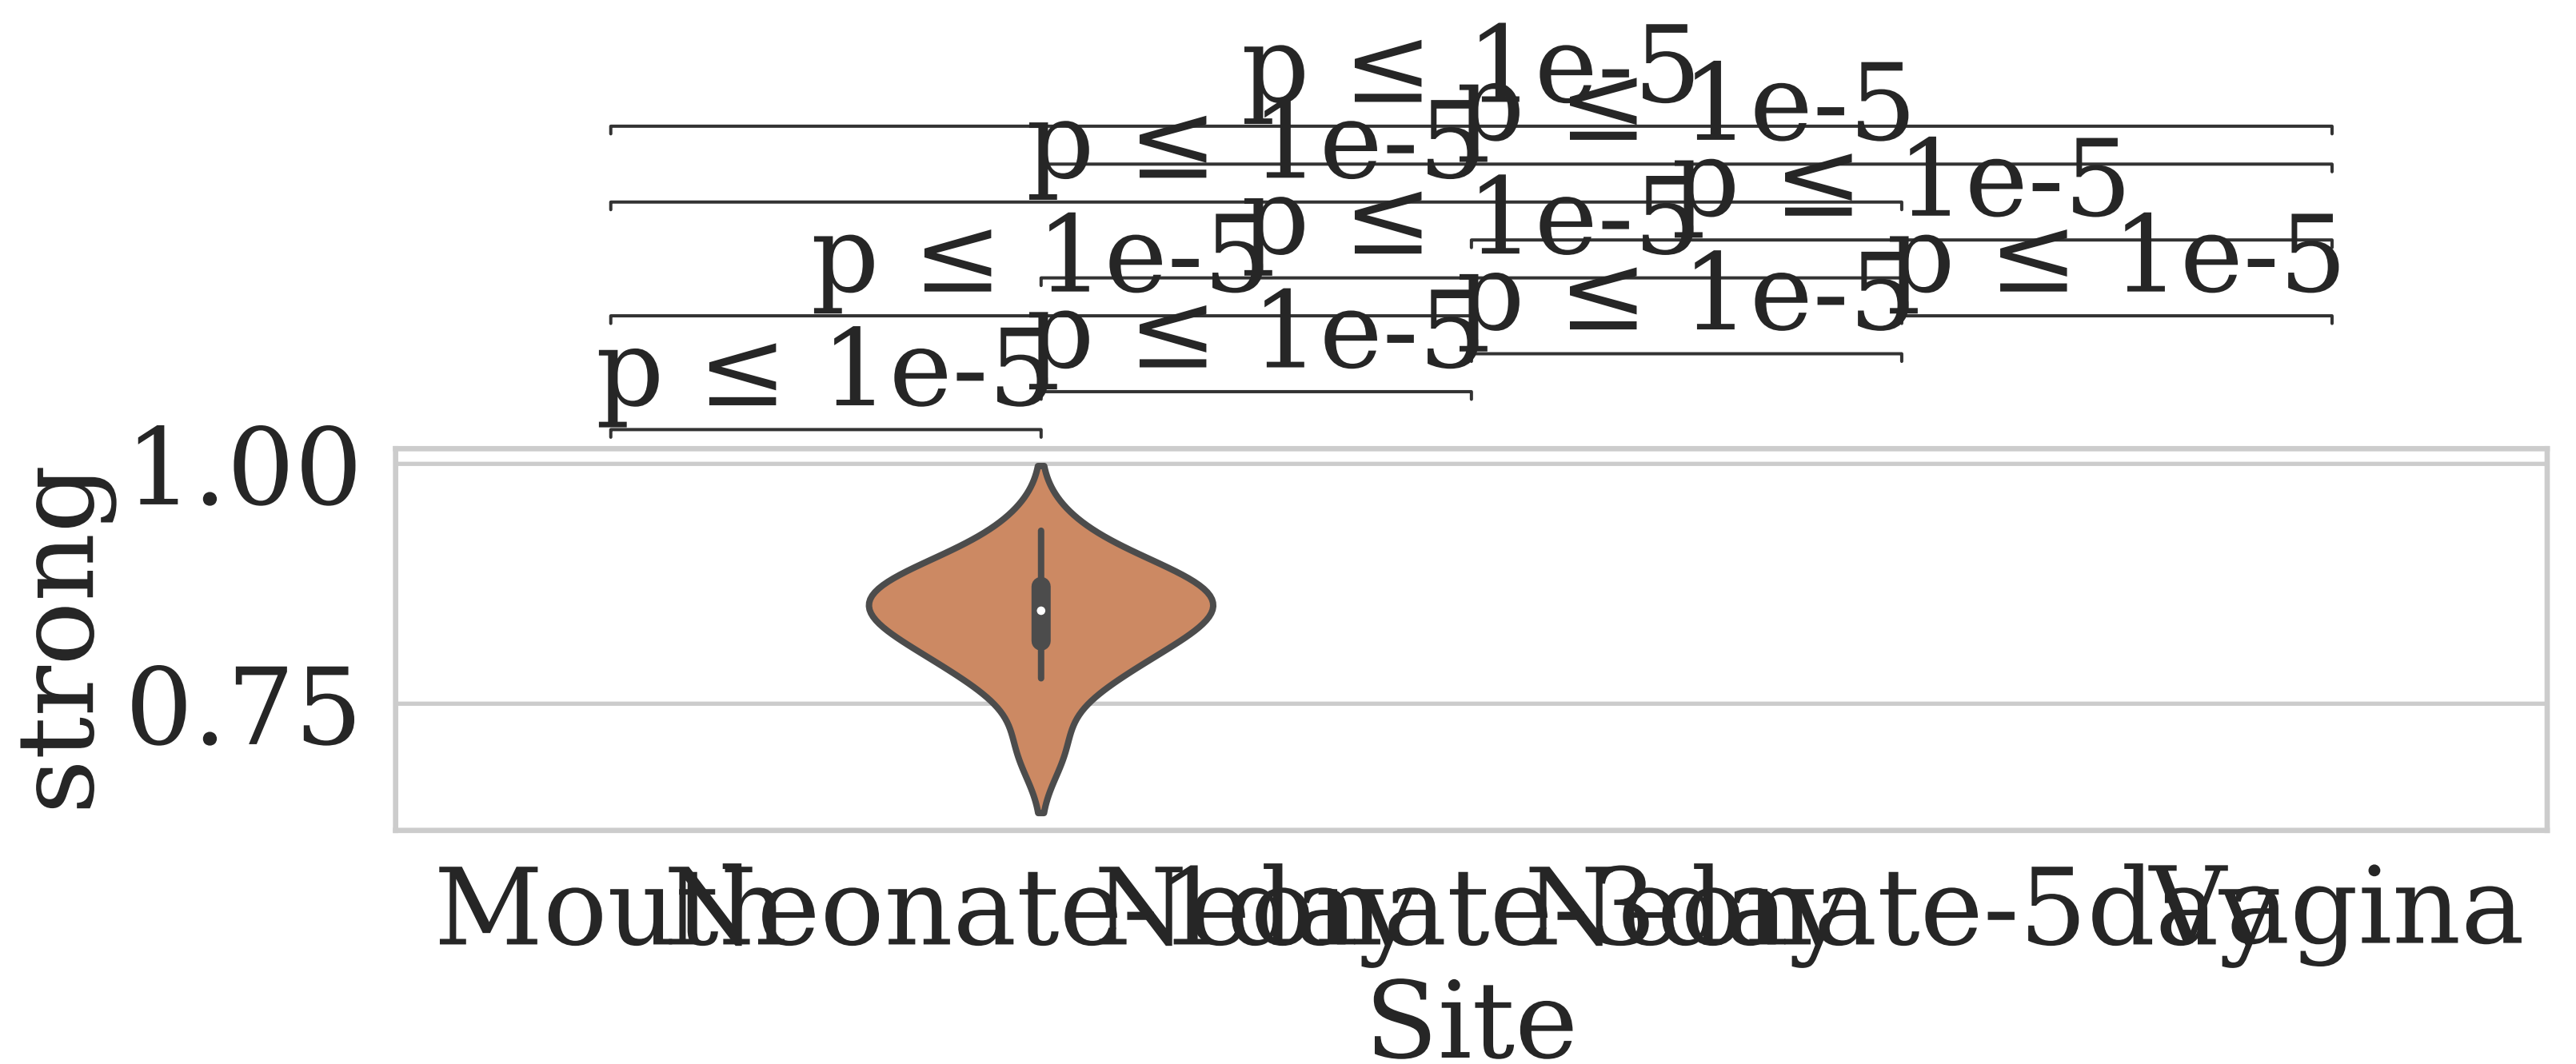 p ≤ 1e-5
p ≤ 1e-5
p ≤ 1e-5
p ≤ 1e-5
p ≤ 1e-5
p ≤ 1e-5
p ≤ 1e-5
p ≤ 1e-5
p ≤ 1e-5
p ≤ 1e-5
1.00
0.75
strong
Mouth
Neonate-1day
Neonate-3day
Neonate-5day
Vagina
Site